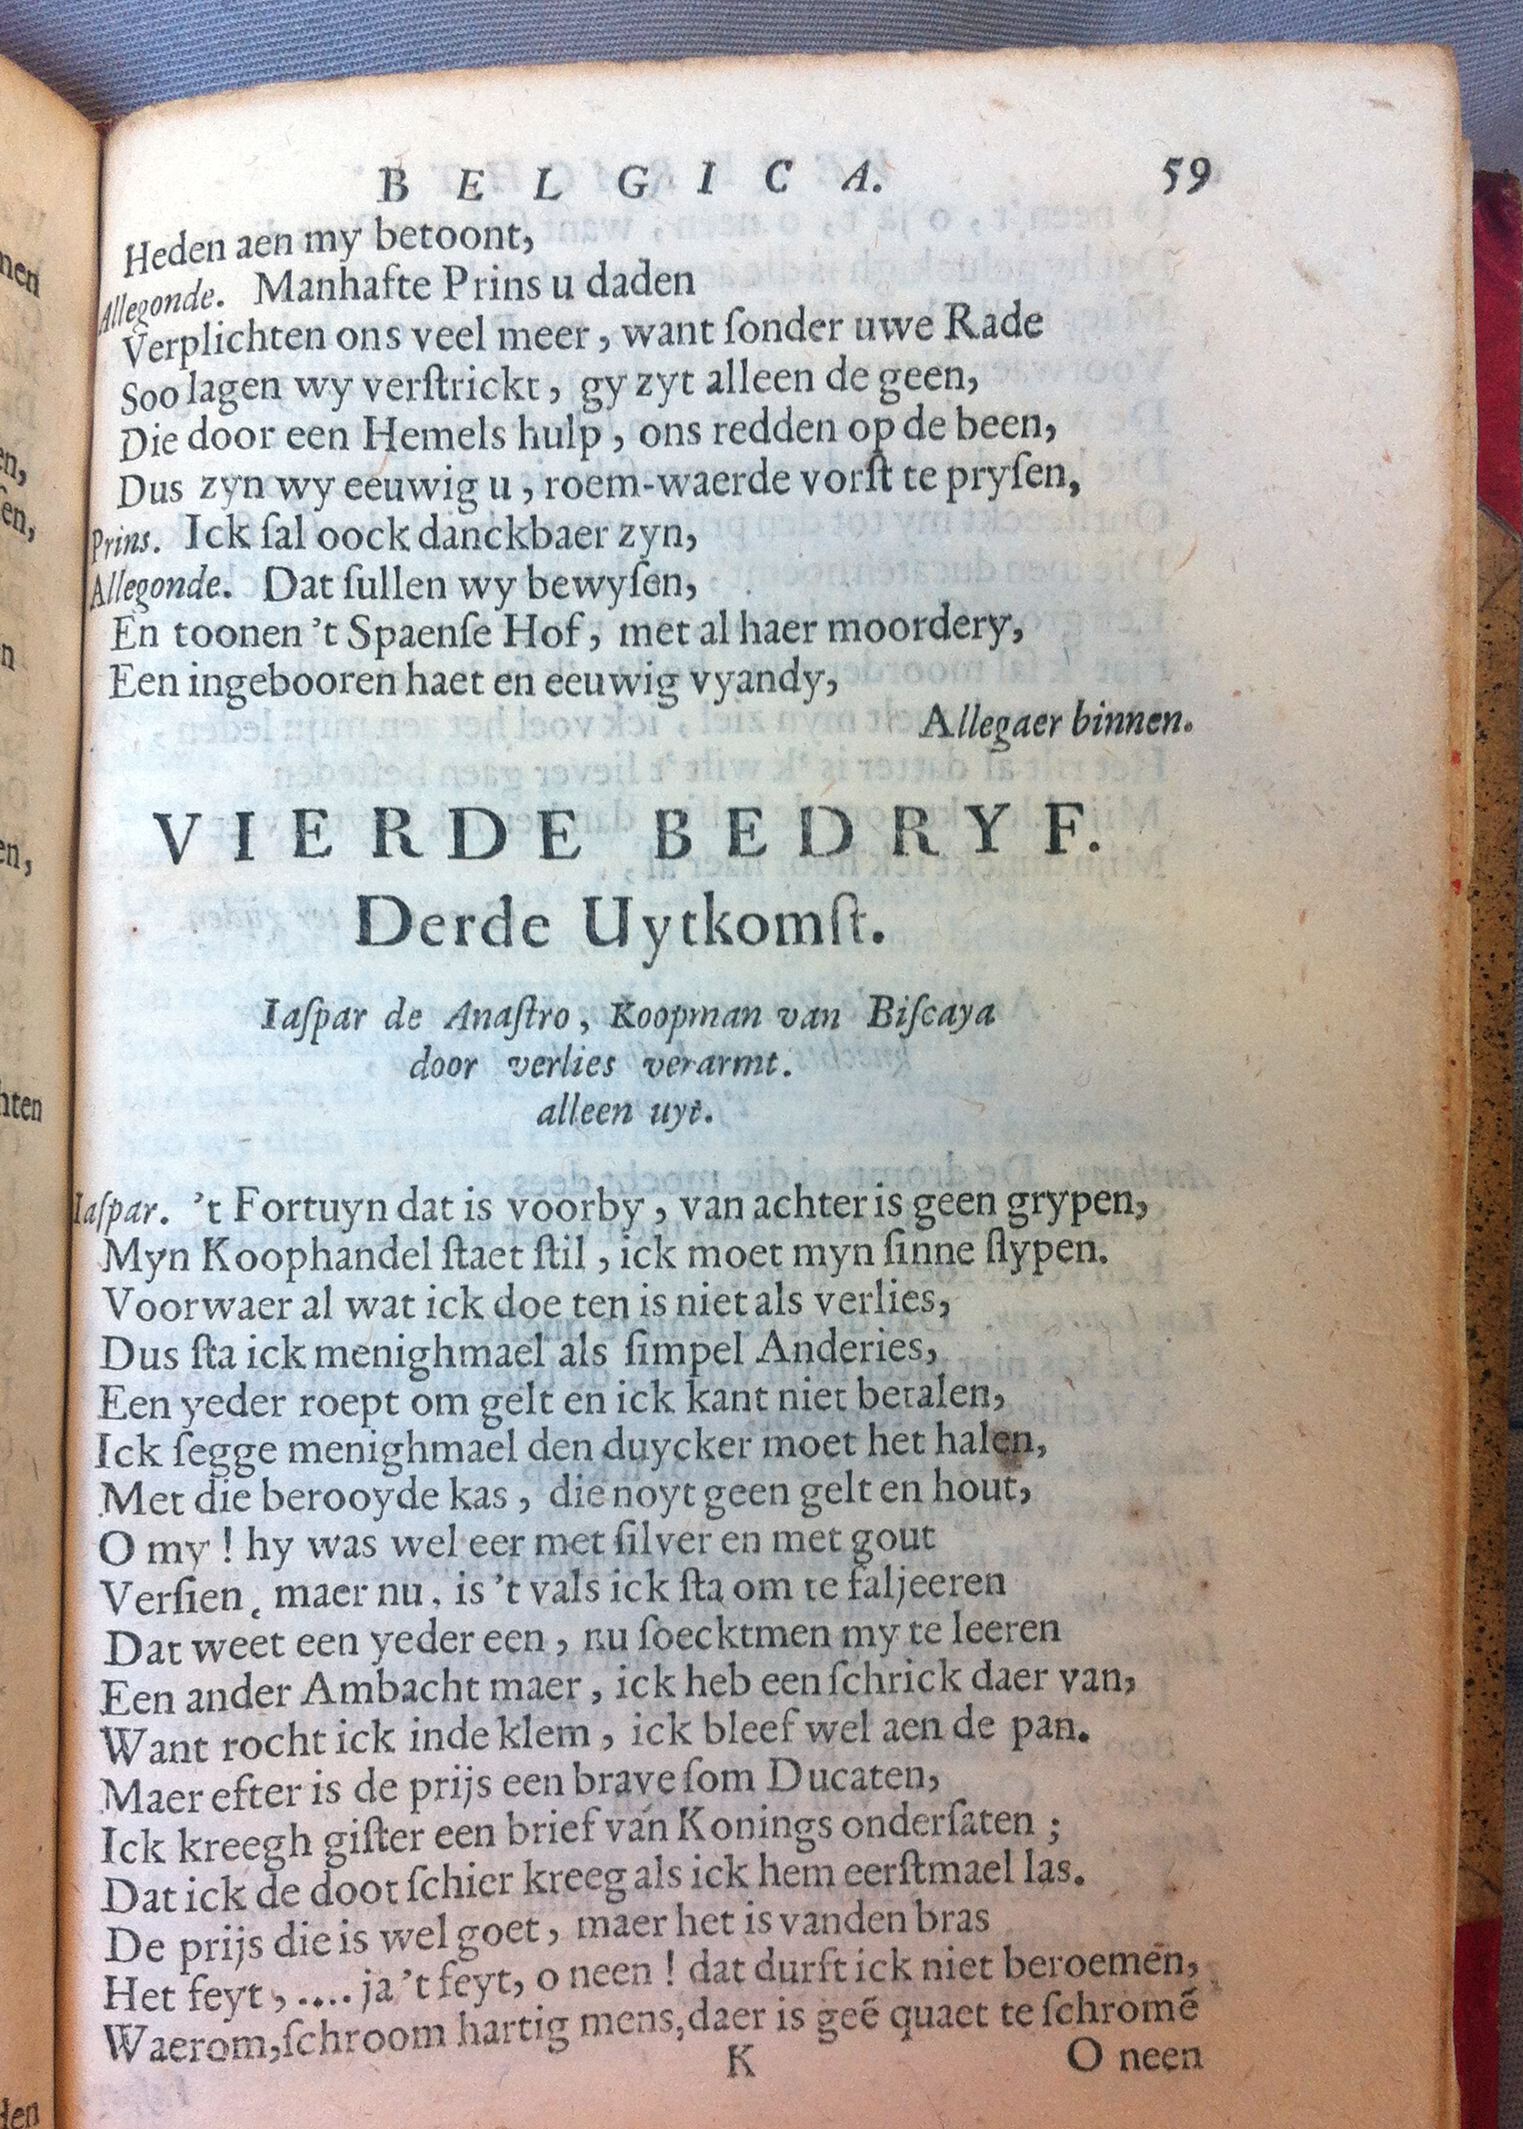 BELGICA. 59
Heden aen my betoont,
Allegonde. Manhafte Prins u daden
Verplichten ons veel meer, want ſonder uwe Rade
Soo lagen wy verſtrickt, gy zyt alleen de geen,
Die door een Hemels hulp, ons redden op de been,
Dus zyn wy eeuwig u, roem-waerde vorſt te pryſen,
Prins. Ick ſal oock danckbaer zyn,
Allegonde. Dat ſullen wy bewyſen,
En toonen 't Spaenſe Hof, met al haer moordery,
Een ingebooren haet en eeuwig vyandy,
Allegaer binnen.
VIERDE BEDRYF.
Derde Uytkomſt.
Iaſpar de Anaſtro, Koopman van Biſcaya
door verlies verarmt.
alleen uyt.
Iaſpar. 't Fortuyn dat is voorby, van achter is geen grypen,
Myn Koophandel ſtaet ſtil, ick moet myn ſinne ſlypen.
Voorwaer al wat ick doe ten is niet als verlies,
Dus ſta ick menighmael als ſimpel Anderies,
Een yeder roept om gelt en ick kant niet betalen,
Ick ſegge menighmael den duycker moet het halen,
Met die berooyde kas, die noyt geen gelt en hout,
O my! hy was wel eer met ſilver en met gout
Verſien, maer nu, is 't vals ick ſta om te faljeeren
Dat weet een yeder een, nu ſoecktmen my te leeren
Een ander Ambacht maer, ick heb een ſchrick daer van,
Want rocht ick inde klem, ick bleef wel aen de pan.
Maer efter is de prijs een brave ſom Ducaten,
Ick kreegh giſter een brief van Konings onderſaten;
Dat ick de doot ſchier kreeg als ick hem eerſtmael las.
De prijs die is wel goet, maer het is vanden bras
Het feyt,.... ja 't feyt, o neen! dat durft ick niet beroemen,
Waerom, ſchroom hartig mens, daer is geẽ quaet te ſchromẽ
K O neen